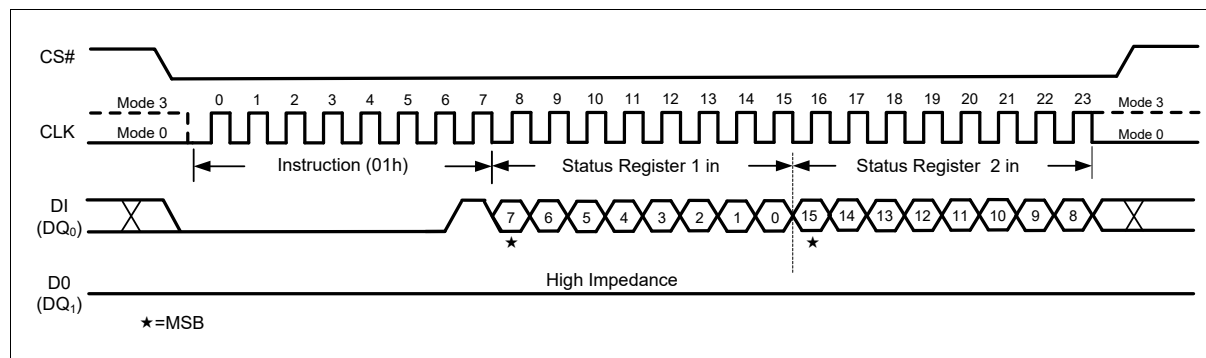 CS#
Mode 3 0 1 2 3 4 5 6 7 8 9 10 11 12 13 14 15 16 17 18 19 20 21 22 23 Mode 3
CLK Mode 0 Mode 0
Instruction (01h) Status Register 1 in Status Register 2 in
DI
(DQ0) 7 6 5 4 3 2 1 0 15 14 13 12 11 10 9 8
★ ★
High Impedance
D0
(DQ1)
★=MSB